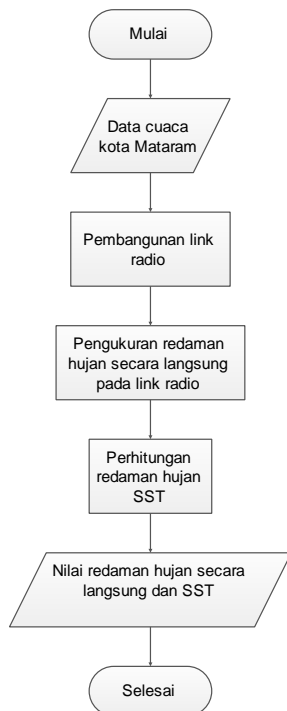 Mulai
Data cuaca
kota Mataram
Pembangunan link
radio
Pengukuran redaman
hujan secara langsung
pada link radio
Perhitungan
redaman hujan
SST
Nilai redaman hujan secara
langsung dan SST
Selesai